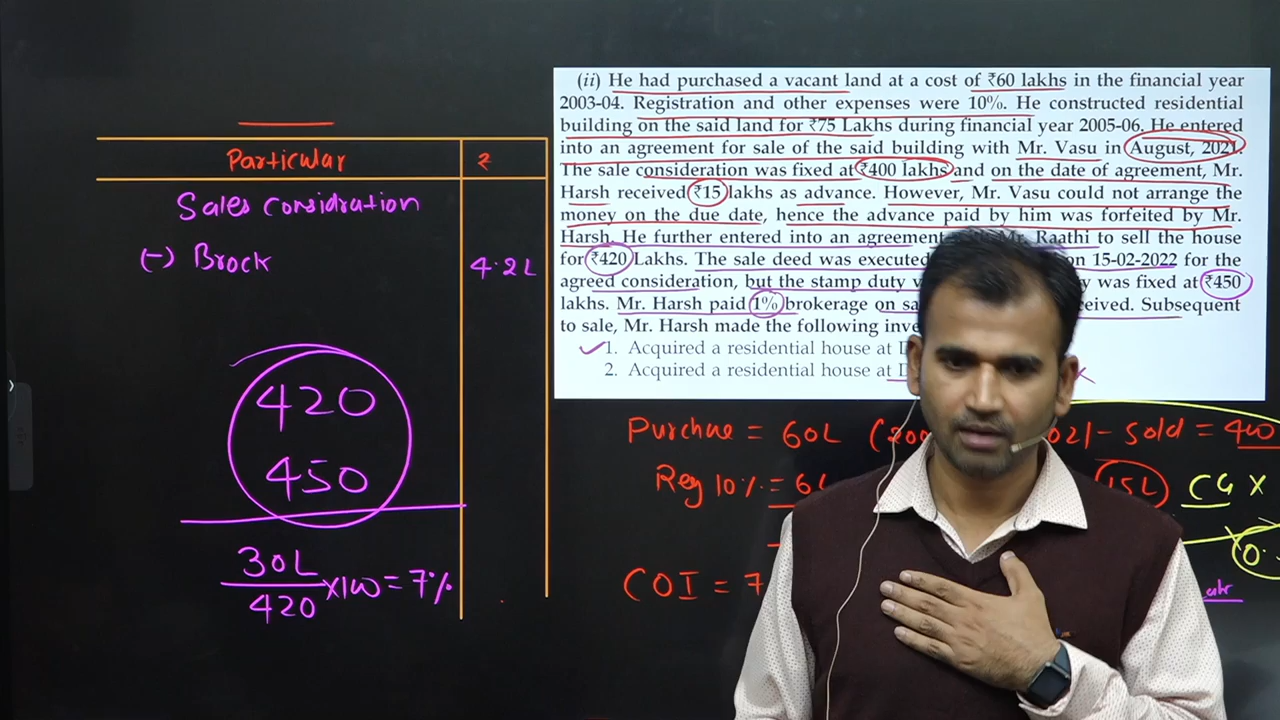 (ii) He had purchased a vacant land at a cost of ₹60 lakhs in the financial year
2003-04. Registration and other expenses were 10%. He constructed residential
building on the said land for ₹75 Lakhs during financial year 2005-06. He entered
into an agreement for sale of the said building with Mr. Vasu in August, 2021.
The sale consideration was fixed at ₹400 lakhs and on the date of agreement, Mr.
Harsh received ₹15 lakhs as advance. However, Mr. Vasu could not arrange the
money on the due date, hence the advance paid by him was forfeited by Mr.
Harsh. He further entered into an agreement Mr. Raathi to sell the house
for ₹420 Lakhs. The sale deed was executed on 15-02-2022 for the
agreed consideration, but the stamp duty was fixed at ₹450
lakhs. Mr. Harsh paid 1% brokerage on Subsequent
to sale, Mr. Harsh made the following
1. Acquired a residential house at
2. Acquired a residential house at
Particular ₹
Sales Considration
(-) Brock 4.2L
420
450
30L
420 ×100 = 7%
Purchae = 60L - Sold = 400
Reg 10% = 6L 15L CG ×
COI = 7